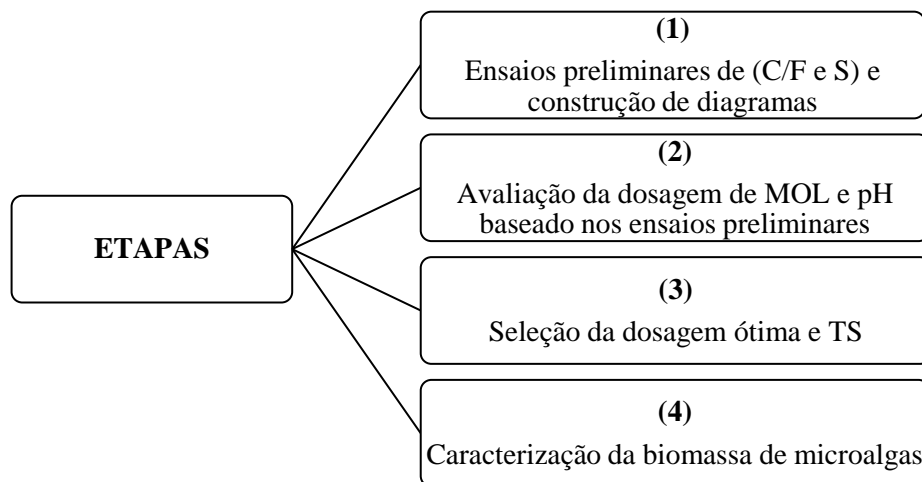 ETAPAS
(1)
Ensaios preliminares de (C/F e S) e
construção de diagramas
(2)
Avaliação da dosagem de MOL e pH
baseado nos ensaios preliminares
(3)
Seleção da dosagem ótima e TS
(4)
Caracterização da biomassa de microalgas